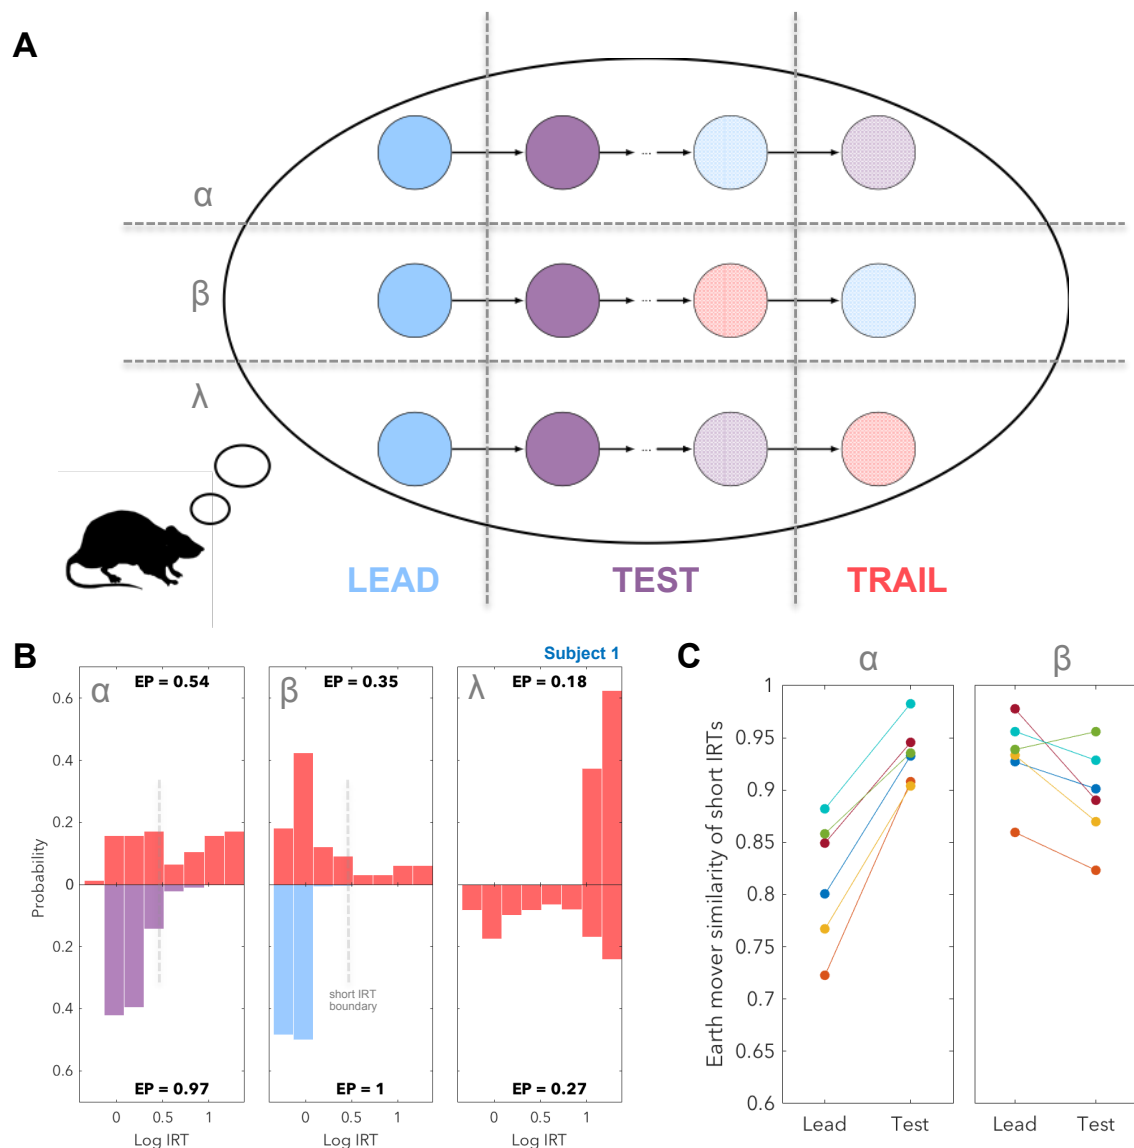 A
α
...
β
...
λ
...
LEAD
TEST
TRAIL
B
Subject 1
α
EP = 0.54
β
EP = 0.35
λ
EP = 0.18
0.6
0.4
0.2
0
0.2
0.4
0.6
Probability
short IRT
boundary
EP = 0.97
EP = 1
EP = 0.27
0
0.5
1
0
0.5
1
0
0.5
1
Log IRT
Log IRT
Log IRT
C
α
β
Earth mover similarity of short IRTs
1
0.95
0.9
0.85
0.8
0.75
0.7
0.65
0.6
Lead
Test
Lead
Test